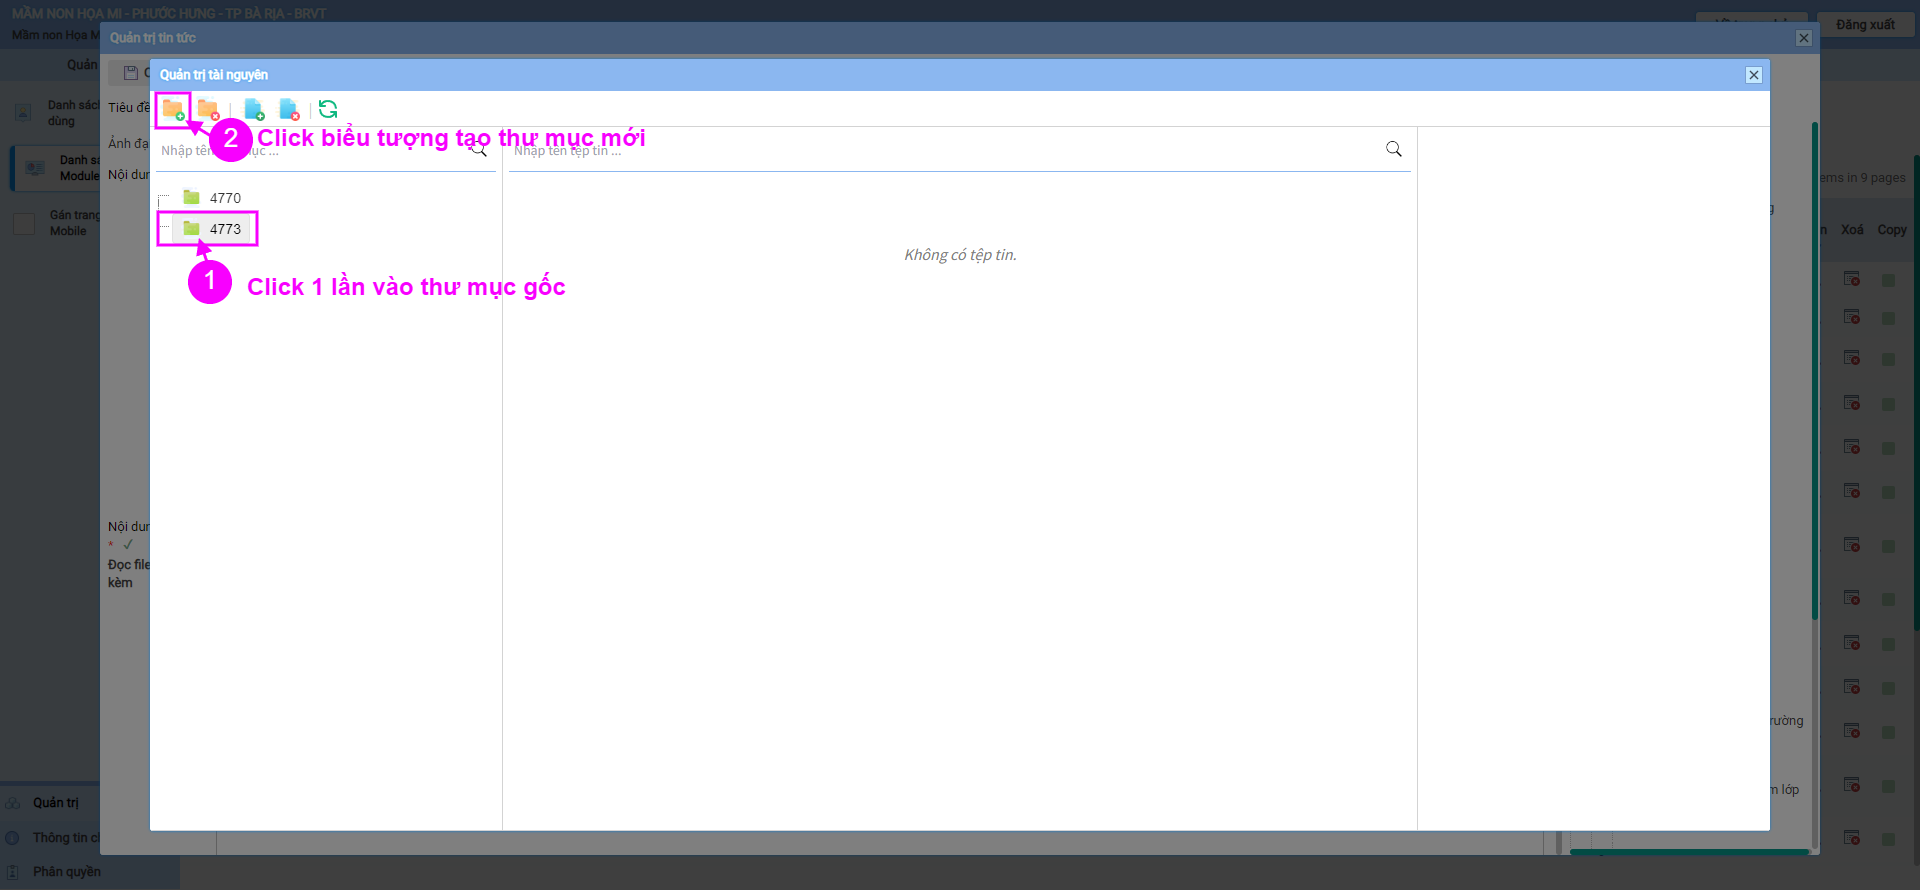 MẦM NON HỌA MI - PHƯỚC HƯNG - TP BÀ RỊA - BRVT
Mầm non Họa M
Đăng xuất
Quản trị tin tức
Quản
Quản trị tài nguyên
Danh sách
dùng
Tiêu đề
Ảnh đạ
Nội dun
Danh sá
Module
Gán trang
Mobile
2 Click biểu tượng tạo thư mục mới
Nhập tên ục ...
Nhập tên tệp tin ...
4770
4773
1 Click 1 lần vào thư mục gốc
Không có tệp tin.
ems in 9 pages
g
n Xoá Copy
Nội dun
* ✓
Đọc file
kèm
rường
m lớp
Quản trị
Thông tin c
Phân quyền